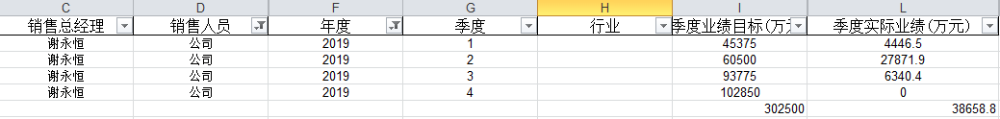 C D F G H I L
销售总经理 销售人员 年度 季度 行业 季度业绩目标(万元 季度实际业绩(万元)
谢永恒 公司 2019 1 45375 4446.5
谢永恒 公司 2019 2 60500 27871.9
谢永恒 公司 2019 3 93775 6340.4
谢永恒 公司 2019 4 102850 0
302500 38658.8